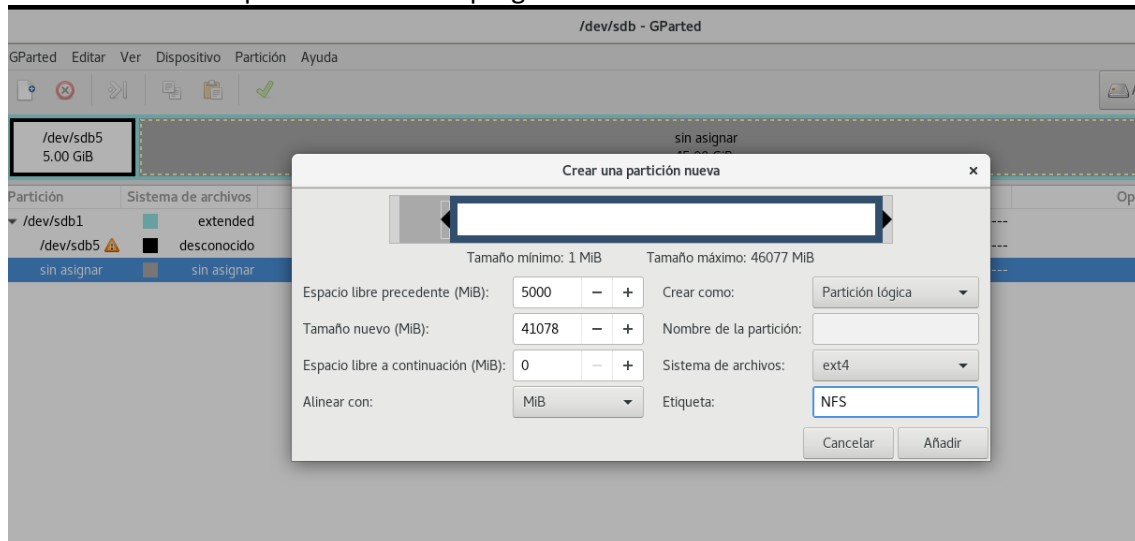 /dev/sdb - GParted
GParted Editar Ver Dispositivo Partición Ayuda
/dev/sdb5
5.00 GiB
sin asignar
Crear una partición nueva
Partición Sistema de archivos Op
/dev/sdb1 extended ---
/dev/sdb5 desconocido ---
sin asignar sin asignar ---
Tamaño mínimo: 1 MiB Tamaño máximo: 46077 MiB
Espacio libre precedente (MiB): 5000 − + Crear como: Partición lógica
Tamaño nuevo (MiB): 41078 − + Nombre de la partición:
Espacio libre a continuación (MiB): 0 − + Sistema de archivos: ext4
Alinear con: MiB Etiqueta: NFS
Cancelar Añadir